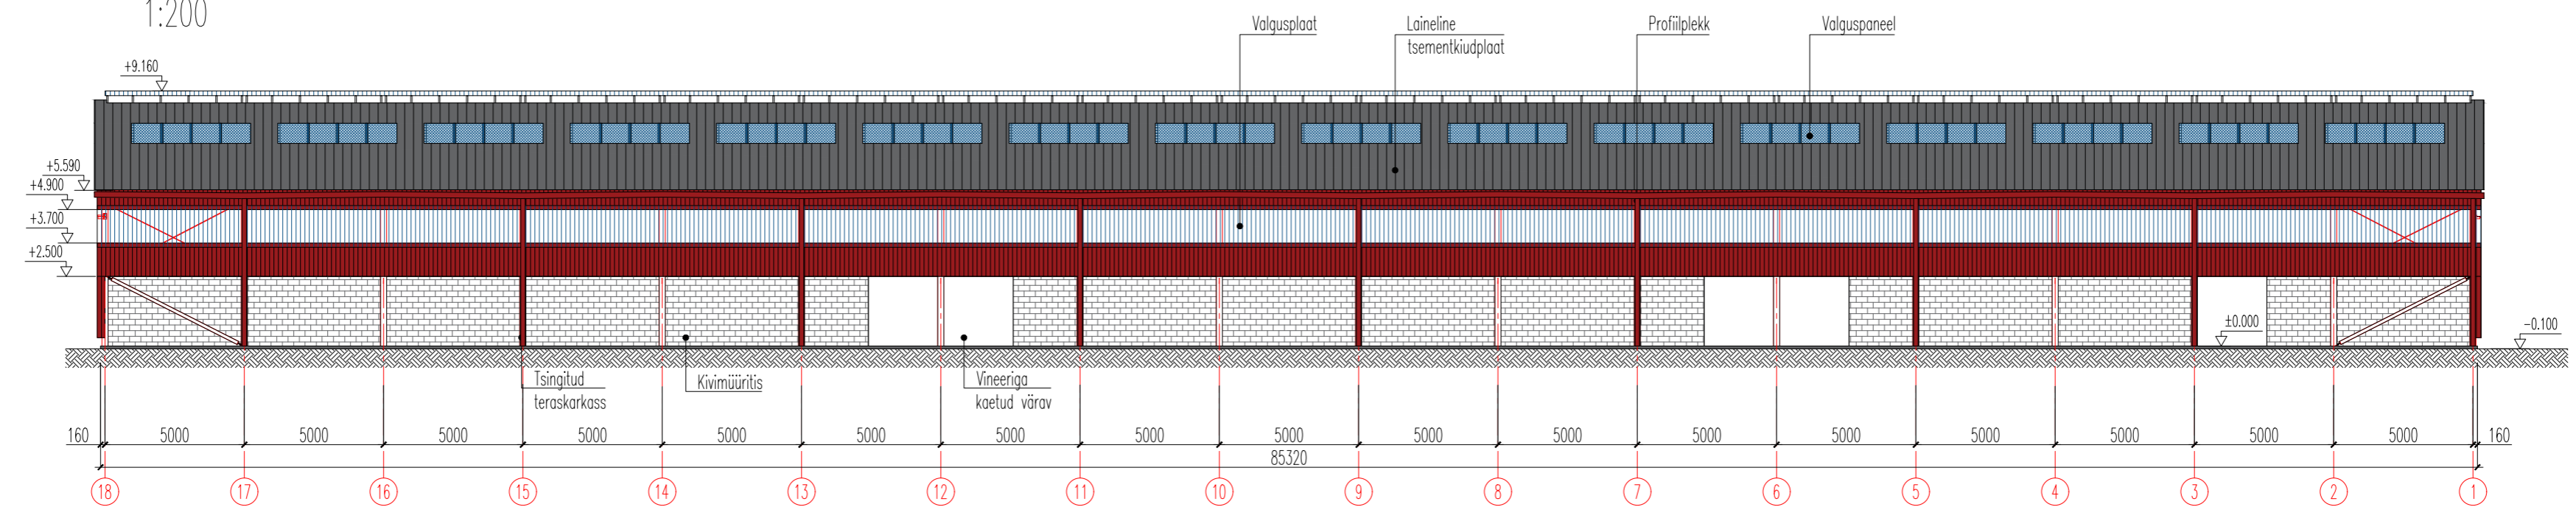 1:200
Valgusplaat
Laineline
tsementkiudplaat
Profiilplekk
Valguspaneel
+9.160
+5.590
+4.900
+3.700
+2.500
±0.000
-0.100
Tsingitud
teraskarkass
Kivimüüritis
Vineeriga
kaetud värav
160 5000 5000 5000 5000 5000 5000 5000 5000 5000 5000 5000 5000 5000 5000 5000 5000 5000 160
85320
18 17 16 15 14 13 12 11 10 9 8 7 6 5 4 3 2 1